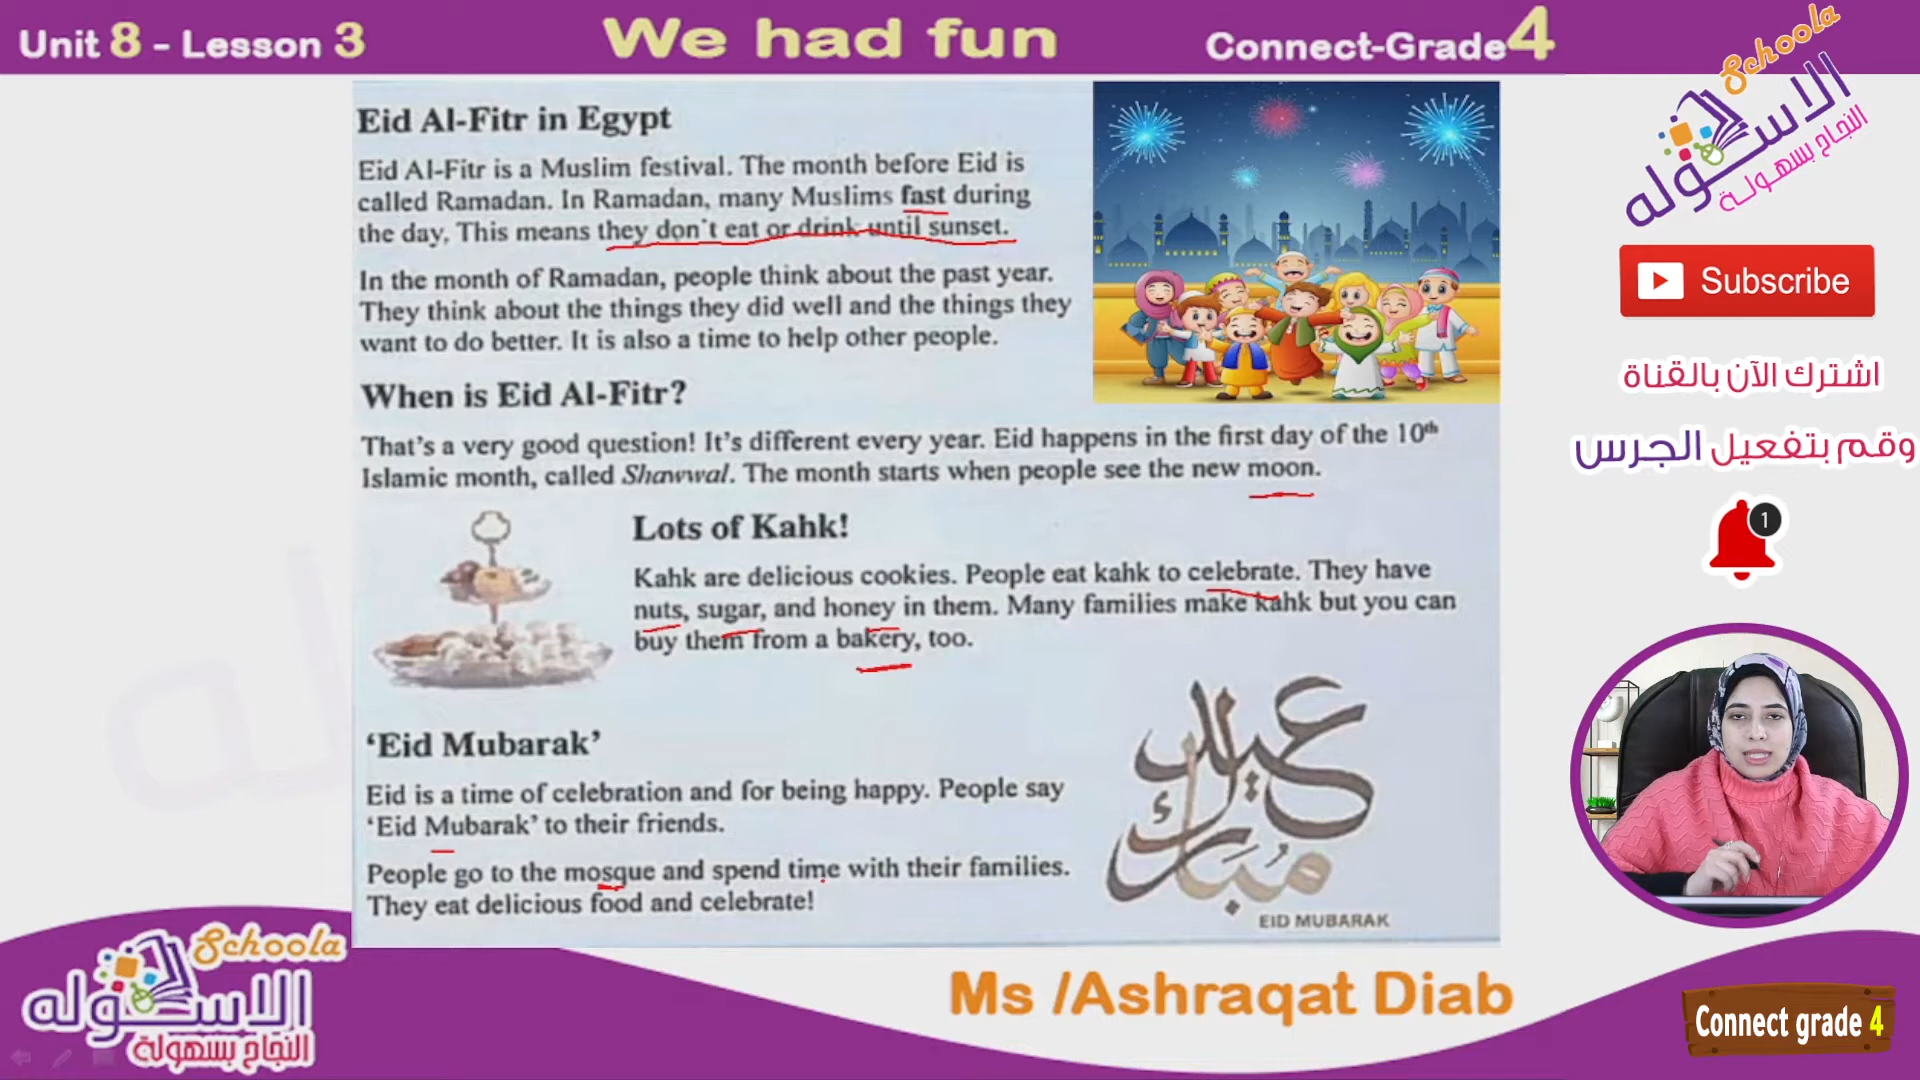 Unit 8 - Lesson 3
We had fun
Connect-Grade4
Schoola
الاسكوله
النجاح بسهولة
Eid Al-Fitr in Egypt
Eid Al-Fitr is a Muslim festival. The month before Eid is
called Ramadan. In Ramadan, many Muslims fast during
the day. This means they don't eat or drink until sunset.
In the month of Ramadan, people think about the past year.
They think about the things they did well and the things they
want to do better. It is also a time to help other people.
When is Eid Al-Fitr?
That's a very good question! It's different every year. Eid happens in the first day of the 10th
Islamic month, called Shawwal. The month starts when people see the new moon.
Lots of Kahk!
Kahk are delicious cookies. People eat kahk to celebrate. They have
nuts, sugar, and honey in them. Many families make kahk but you can
buy them from a bakery, too.
'Eid Mubarak'
Eid is a time of celebration and for being happy. People say
'Eid Mubarak' to their friends.
People go to the mosque and spend time with their families.
They eat delicious food and celebrate!
عيد
مبارك
EID MUBARAK
Subscribe
اشترك الآن بالقناة
وقم بتفعيل الجرس
1
Schoola
الاسكوله
النجاح بسهولة
Ms /Ashraqat Diab
Connect grade 4